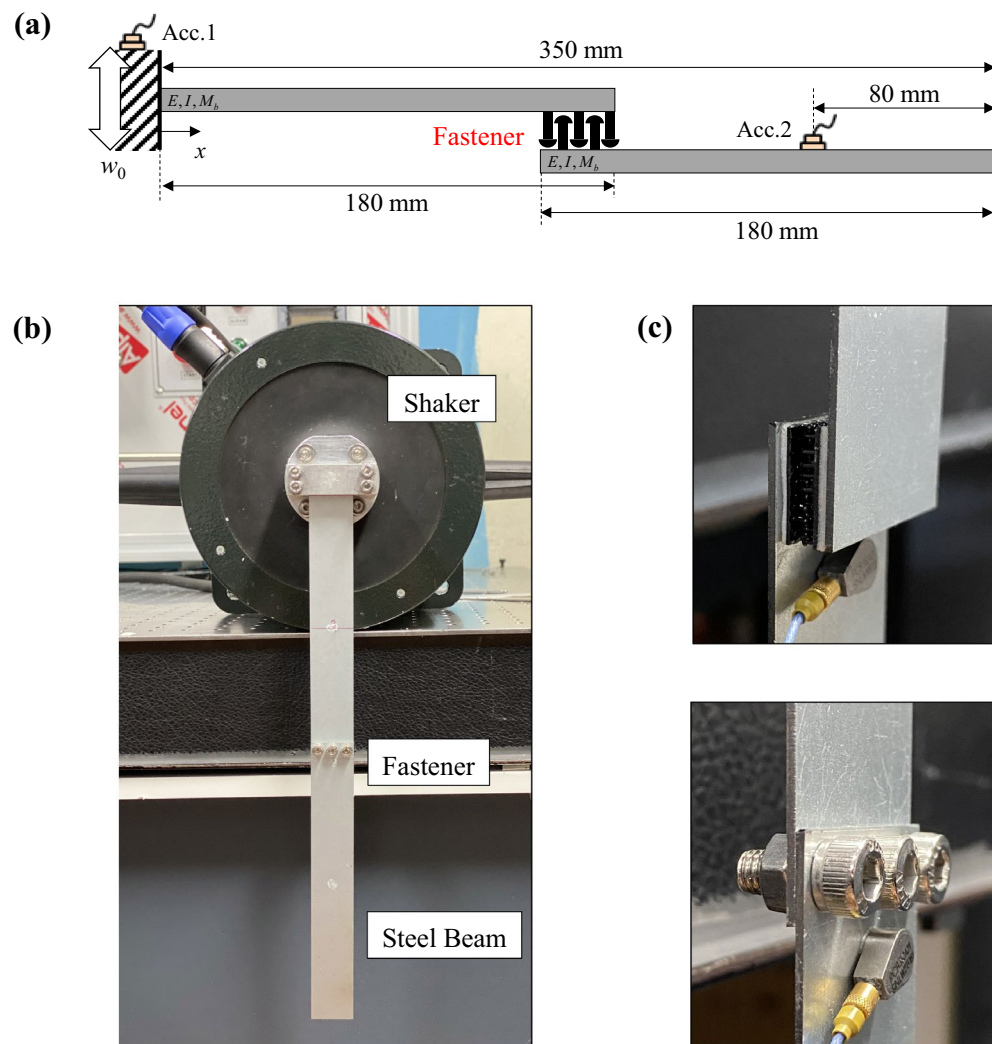 (a)
Acc.1
350 mm
E, I, M_b
80 mm
Fastener
Acc.2
x
w_0
E, I, M_b
180 mm
180 mm
(b)
(c)
Shaker
Fastener
Steel Beam